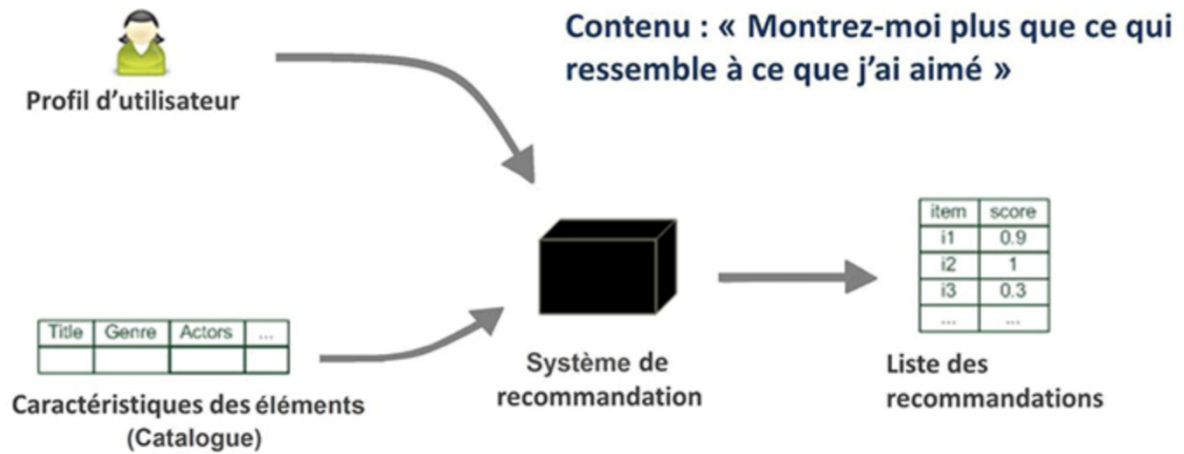 Contenu : « Montrez-moi plus que ce qui
ressemble à ce que j'ai aimé »
Profil d'utilisateur
item score
i1 0.9
i2 1
i3 0.3
... ...
Title Genre Actors ...
Caractéristiques des éléments
(Catalogue)
Système de
recommandation
Liste des
recommandations